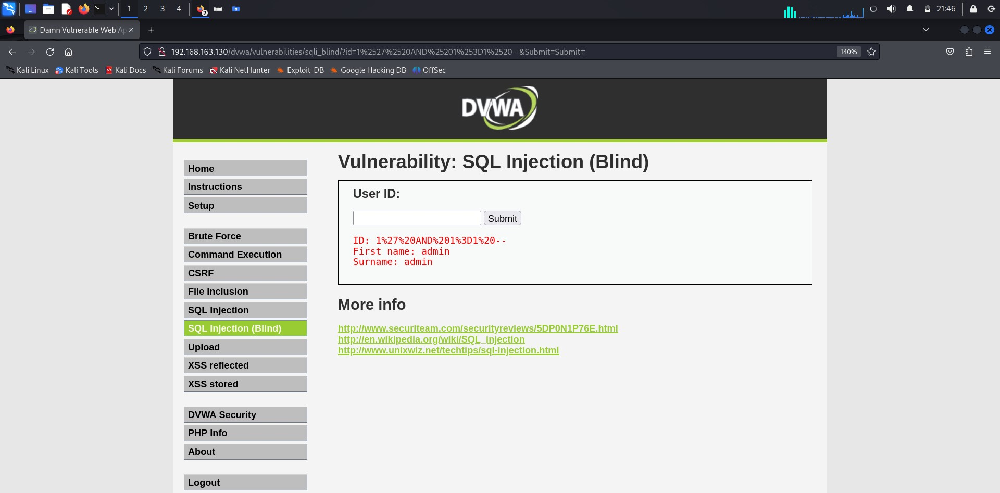 1 2 3 4 2 21:46
Damn Vulnerable Web Ap
192.168.163.130/dvwa/vulnerabilities/sqli_blind/?id=1%2527%2520AND%25201%253D1%2520--&Submit=Submit# 140%
Kali Linux Kali Tools Kali Docs Kali Forums Kali NetHunter Exploit-DB Google Hacking DB OffSec
DVWA
Home
Instructions
Setup
Brute Force
Command Execution
CSRF
File Inclusion
SQL Injection
SQL Injection (Blind)
Upload
XSS reflected
XSS stored
DVWA Security
PHP Info
About
Logout
Vulnerability: SQL Injection (Blind)
User ID:
Submit
ID: 1%27%20AND%201%3D1%20--
First name: admin
Surname: admin
More info
http://www.securiteam.com/securityreviews/5DP0N1P76E.html
http://en.wikipedia.org/wiki/SQL_injection
http://www.unixwiz.net/techtips/sql-injection.html